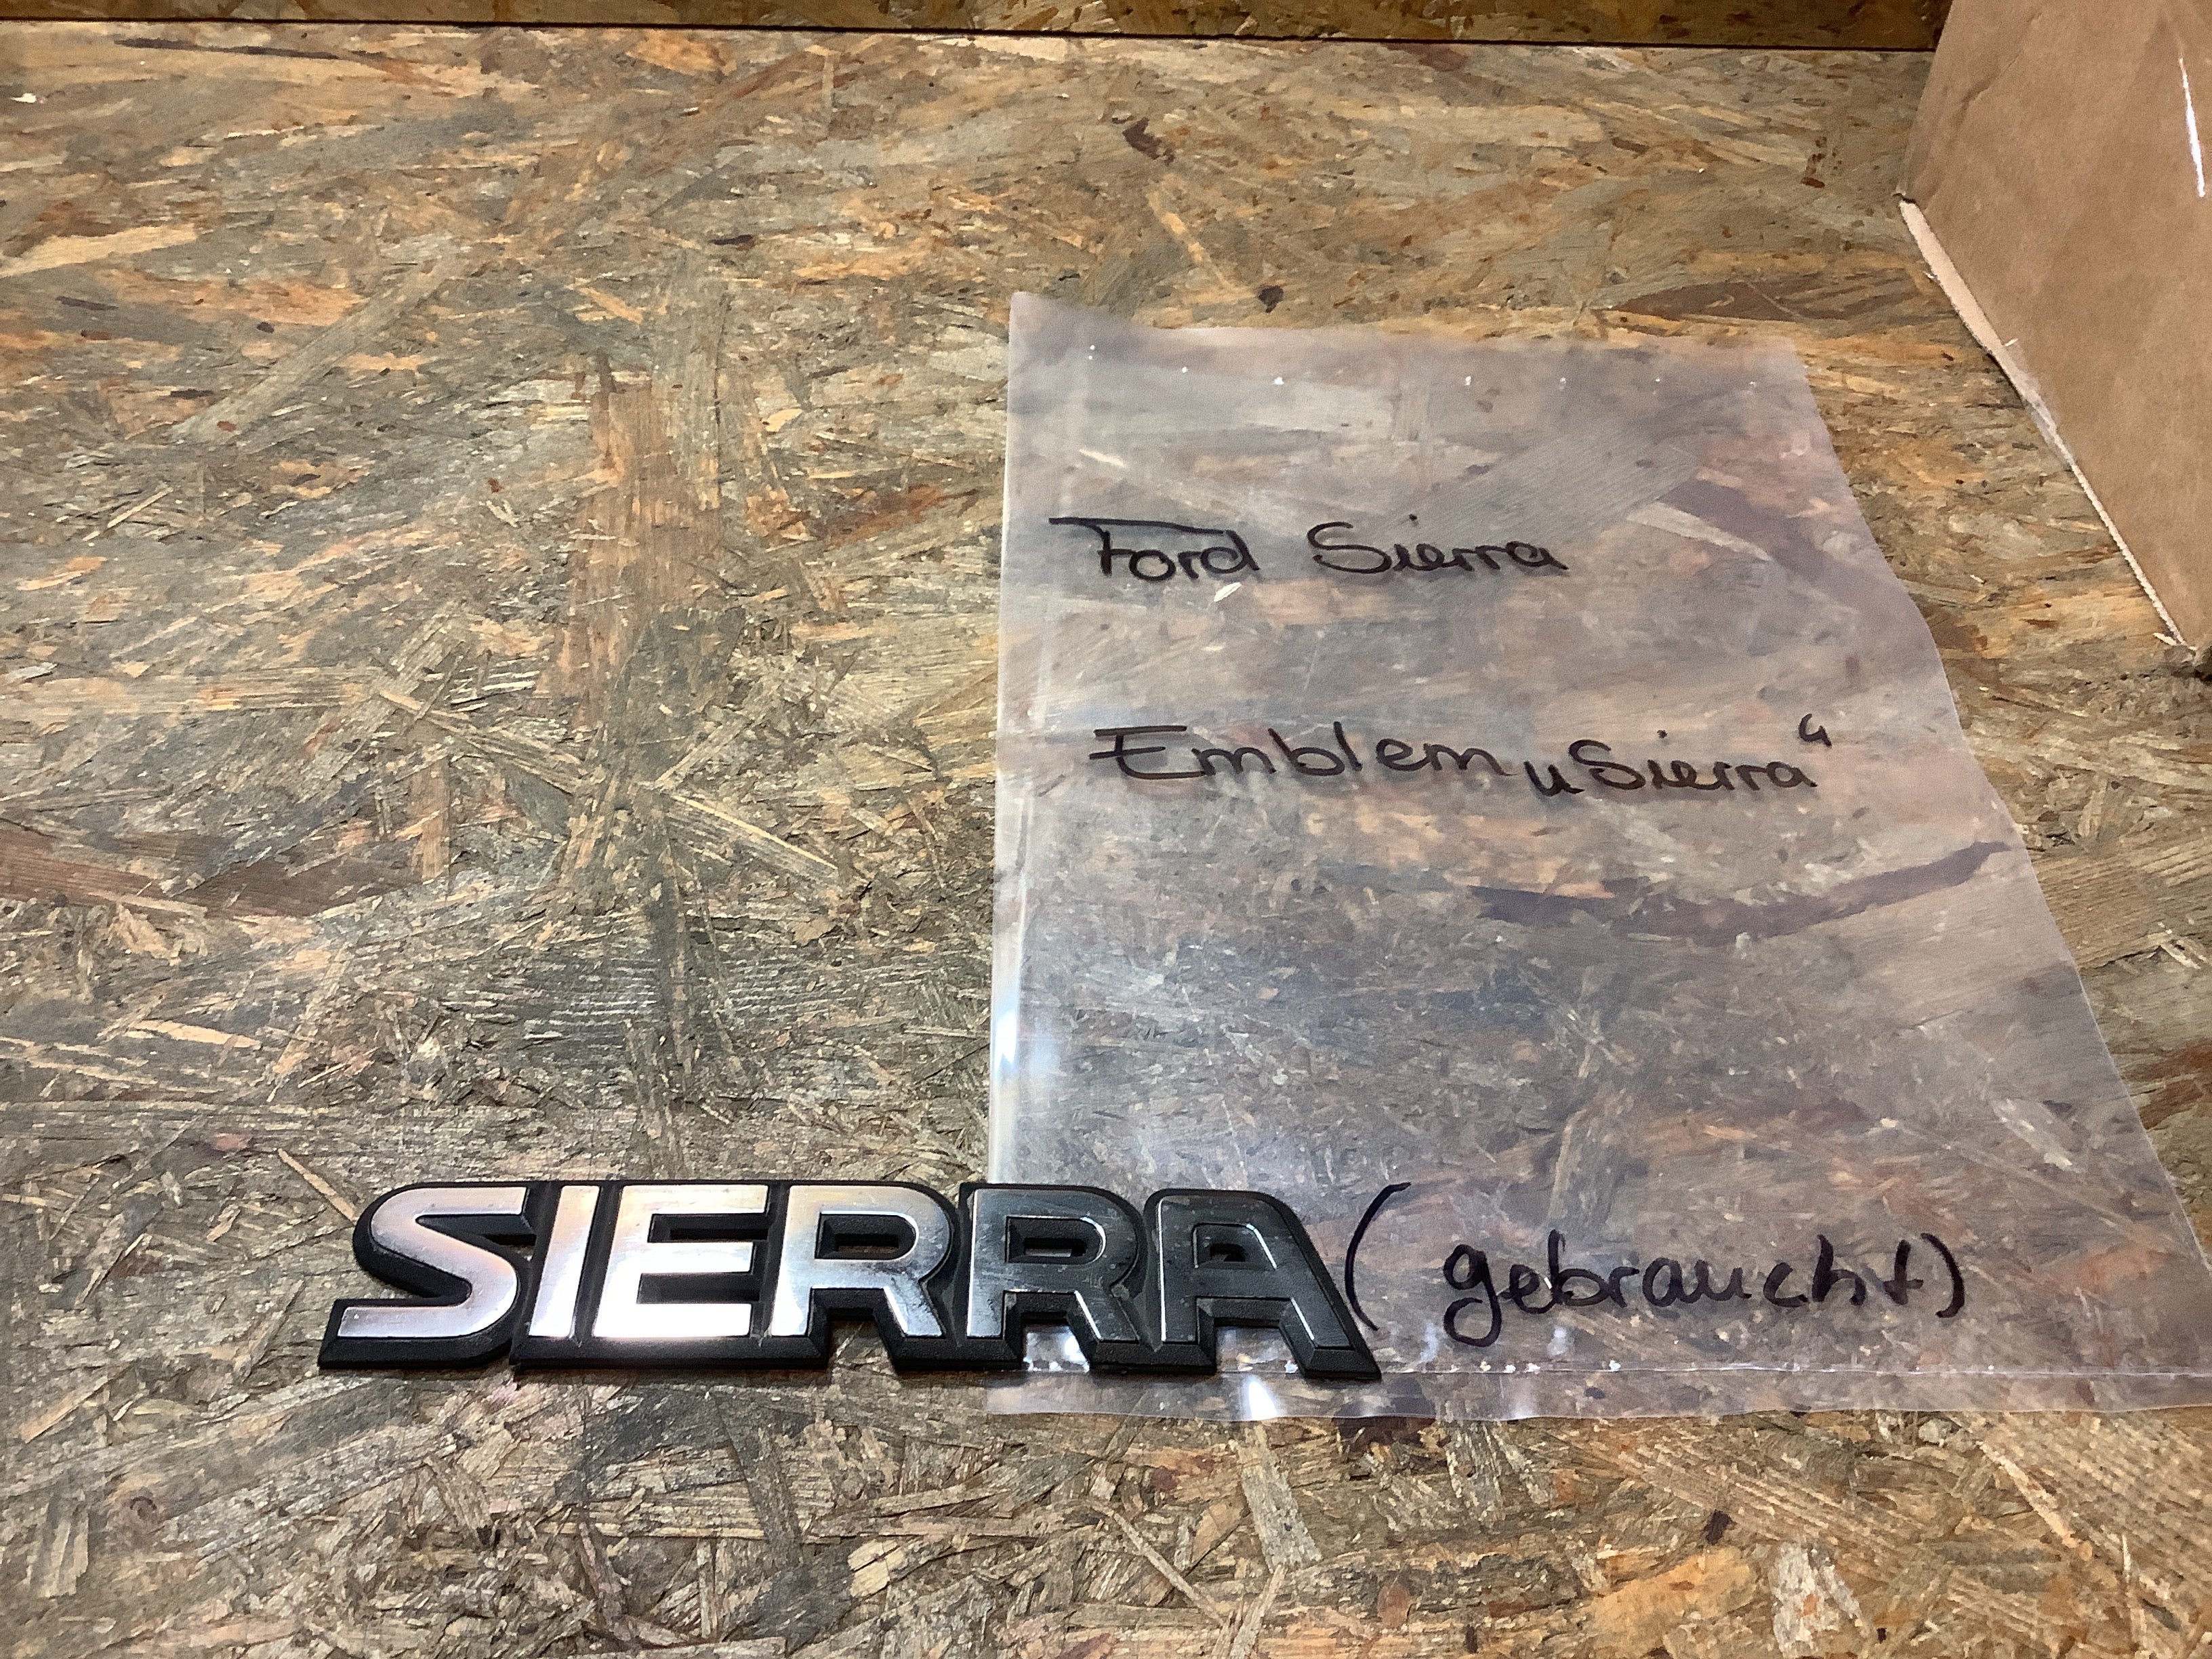 Ford Sierra
Emblem „Sierra“
SIERRA
(gebraucht)